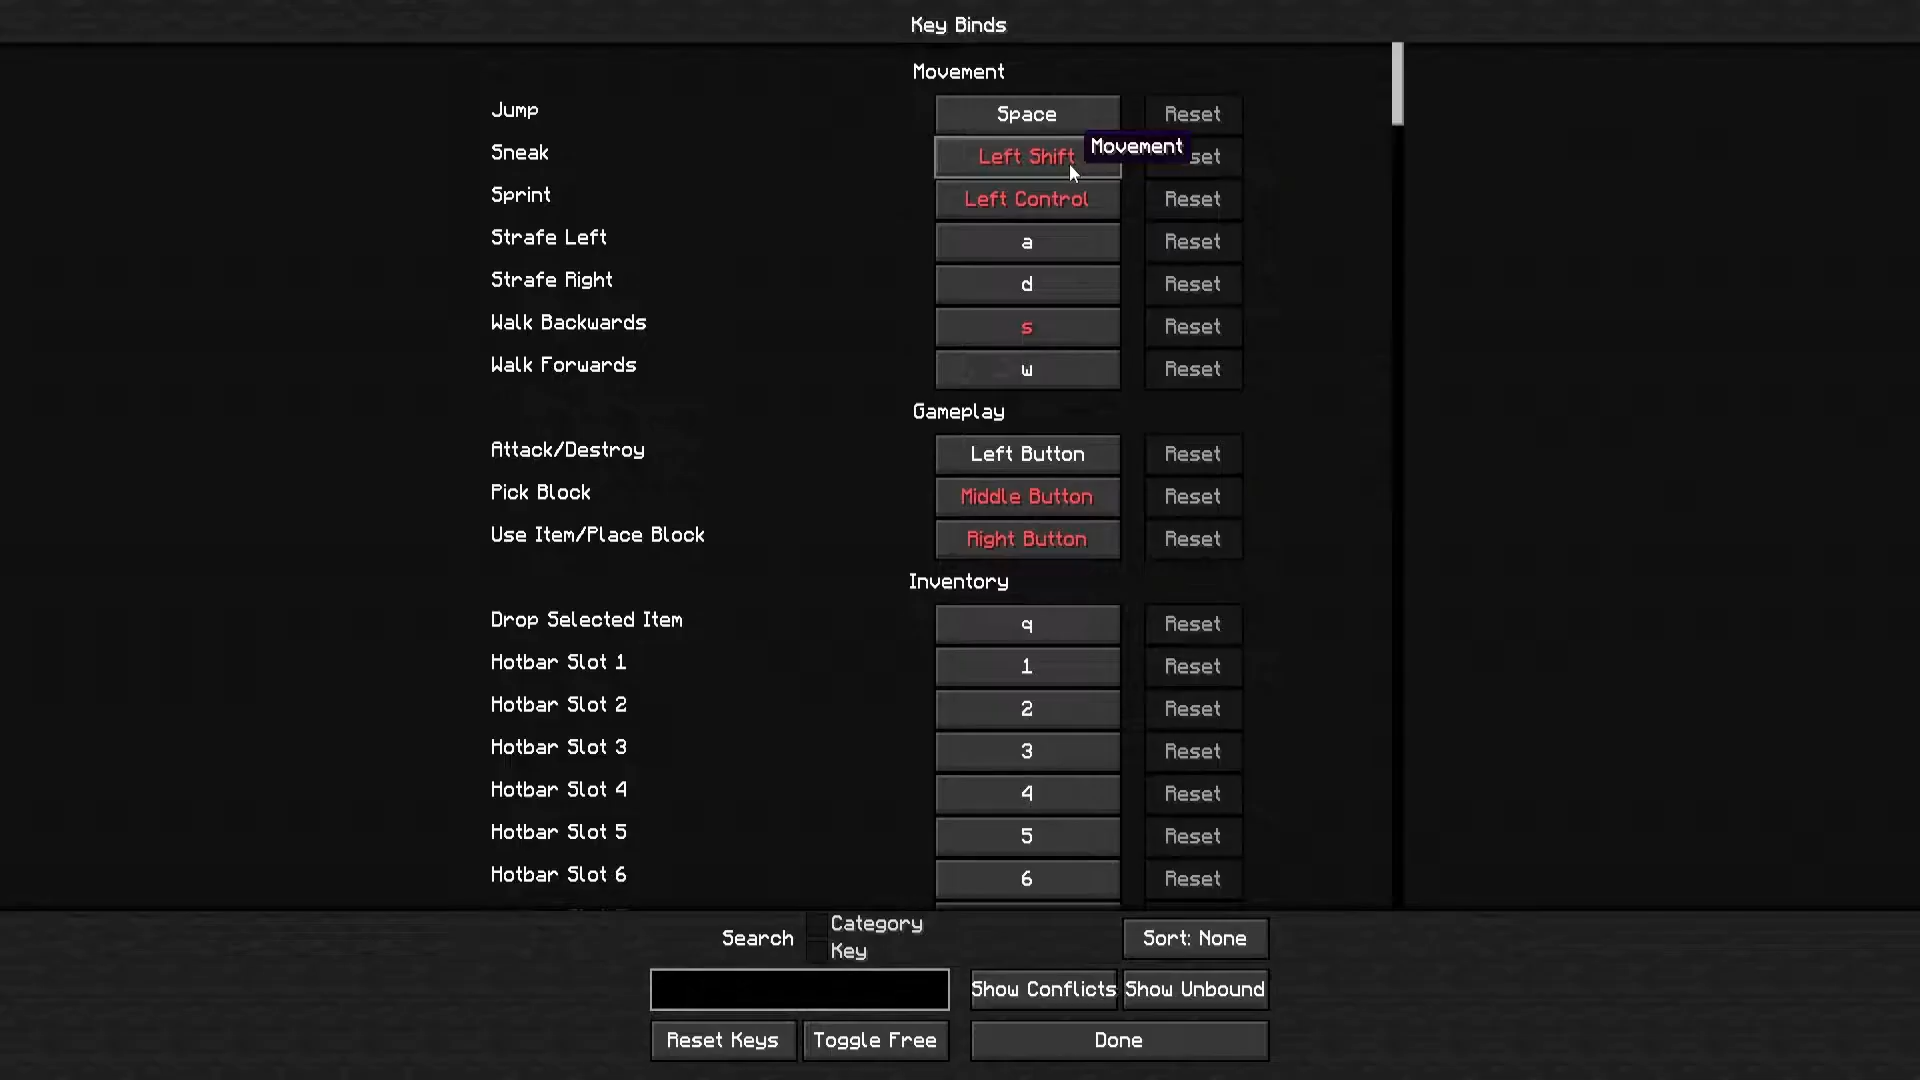 Key Binds
Movement
Jump Space Reset
Movement
Sneak Left Shift set
Sprint Left Control Reset
Strafe Left a Reset
Strafe Right d Reset
Walk Backwards s Reset
Walk Forwards w Reset
Gameplay
Attack/Destroy Left Button Reset
Pick Block Middle Button Reset
Use Item/Place Block Right Button Reset
Inventory
Drop Selected Item q Reset
Hotbar Slot 1 1 Reset
Hotbar Slot 2 2 Reset
Hotbar Slot 3 3 Reset
Hotbar Slot 4 4 Reset
Hotbar Slot 5 5 Reset
Hotbar Slot 6 6 Reset
Search Category Sort: None
Key
Show Conflicts Show Unbound
Reset Keys Toggle Free Done